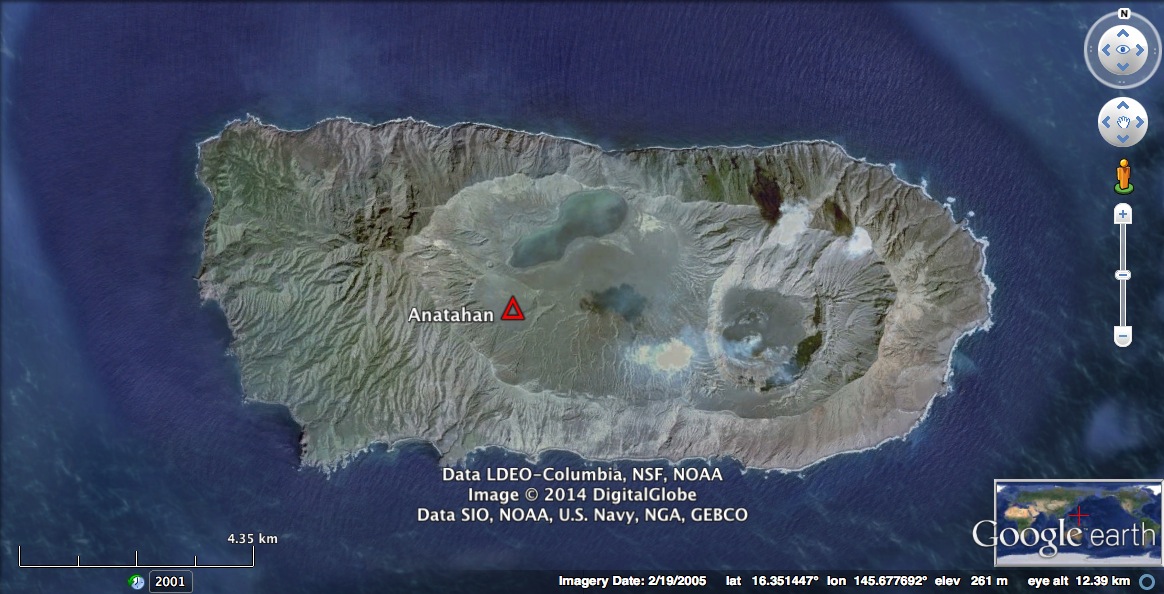 N
Anatahan
Data LDEO-Columbia, NSF, NOAA
Image © 2014 DigitalGlobe
Data SIO, NOAA, U.S. Navy, NGA, GEBCO
Google earth
4.35 km
2001
Imagery Date: 2/19/2005 lat 16.351447° lon 145.677692° elev 261 m eye alt 12.39 km